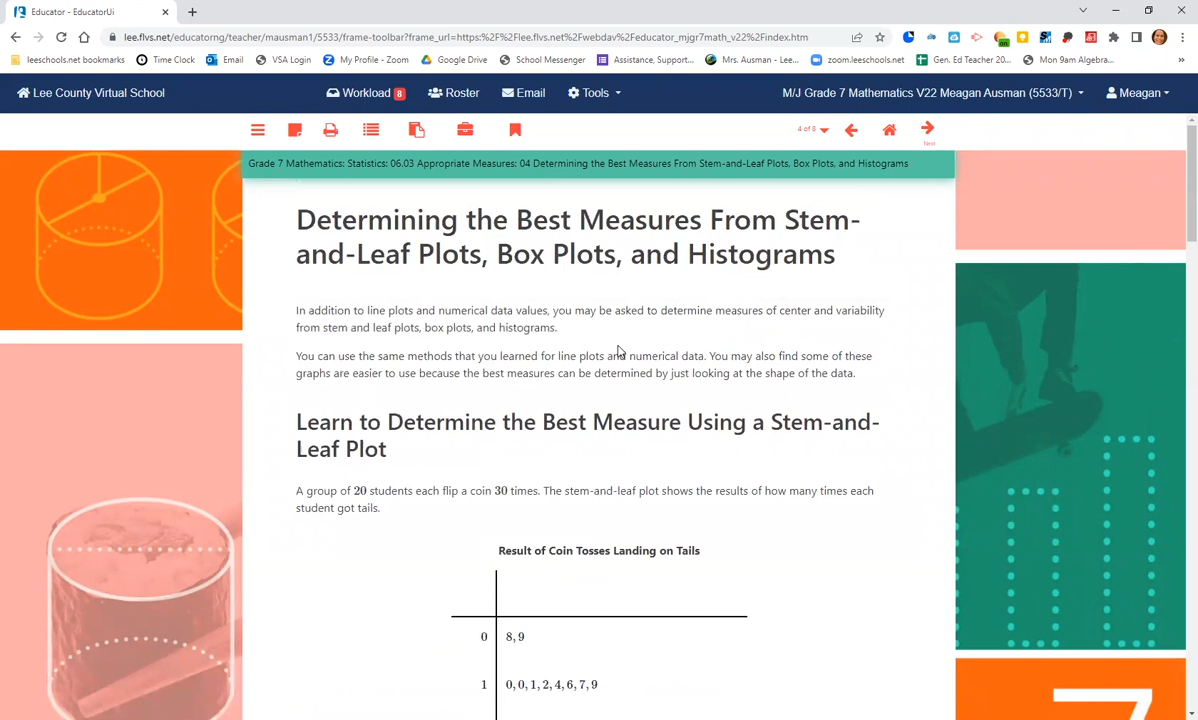 Educator - EducatorUi
lee.flvs.net/educatorng/teacher/mausman1/5533/frame-toolbar?frame_url=https:%2F%2Flee.flvs.net%2Fwebdav%2Feducator_mjgr7math_v22%2Findex.htm
leeschools.net bookmarks Time Clock Email VSA Login My Profile - Zoom Google Drive School Messenger Assistance, Support... Mrs. Ausman - Lee... zoom.leeschools.net Gen. Ed Teacher 20... Mon 9am Algebra...
Lee County Virtual School Workload 8 Roster Email Tools M/J Grade 7 Mathematics V22 Meagan Ausman (5533/T) Meagan
4 of 8
Next
Grade 7 Mathematics: Statistics: 06.03 Appropriate Measures: 04 Determining the Best Measures From Stem-and-Leaf Plots, Box Plots, and Histograms
Determining the Best Measures From Stem-
and-Leaf Plots, Box Plots, and Histograms
In addition to line plots and numerical data values, you may be asked to determine measures of center and variability
from stem and leaf plots, box plots, and histograms.
You can use the same methods that you learned for line plots and numerical data. You may also find some of these
graphs are easier to use because the best measures can be determined by just looking at the shape of the data.
Learn to Determine the Best Measure Using a Stem-and-
Leaf Plot
A group of 20 students each flip a coin 30 times. The stem-and-leaf plot shows the results of how many times each
student got tails.
Result of Coin Tosses Landing on Tails
0 8, 9
1 0, 0, 1, 2, 4, 6, 7, 9
7